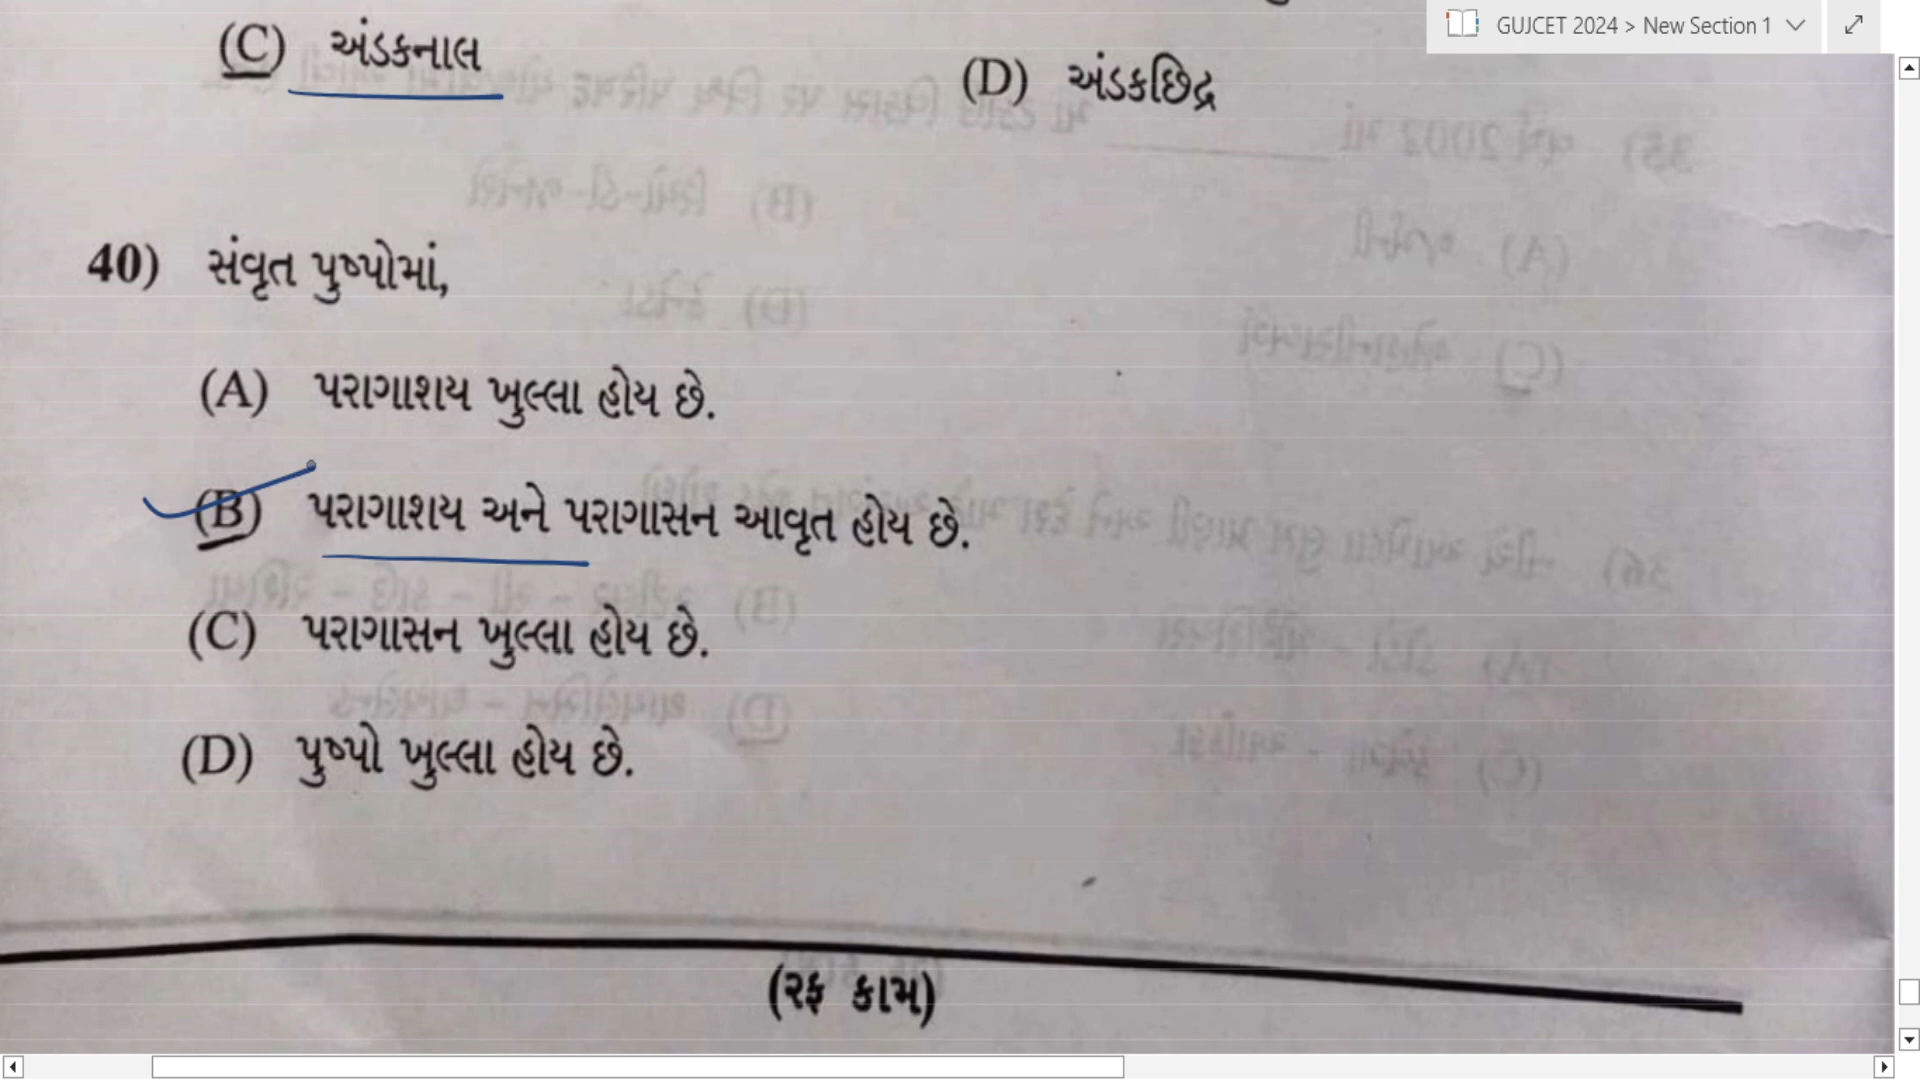 GUJCET 2024 > New Section 1
(C) અંડકનાલ
(D) અંડકછિદ્ર
40) સંવૃત પુષ્પોમાં,
(A) પરાગાશય ખુલ્લા હોય છે.
(B) પરાગાશય અને પરાગાસન આવૃત હોય છે.
(C) પરાગાસન ખુલ્લા હોય છે.
(D) પુષ્પો ખુલ્લા હોય છે.
(રફ કામ)